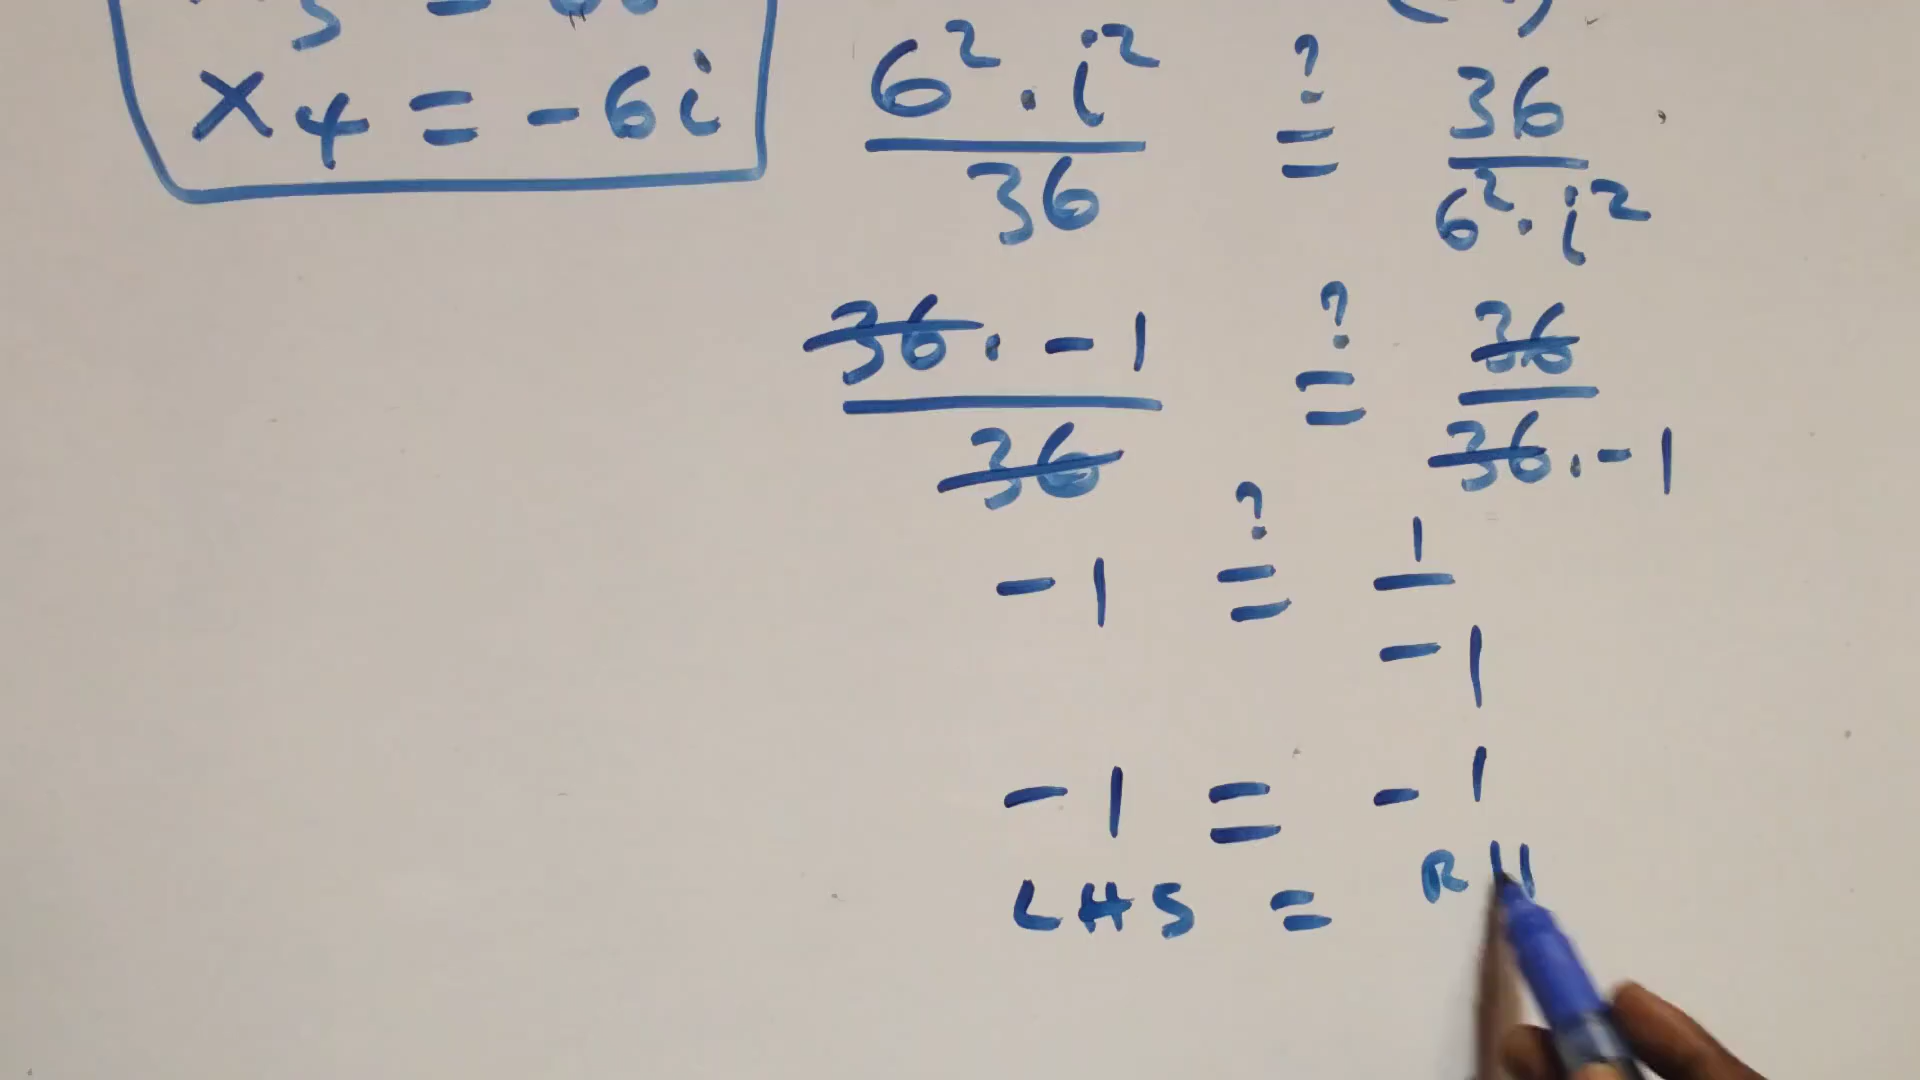 x₄ = -6i
6² · i² / 36 ≟ 36 / 6² · i²
36 · -1 / 36 ≟ 36 / 36 · -1
-1 ≟ 1 / -1
-1 = -1
LHS = RH